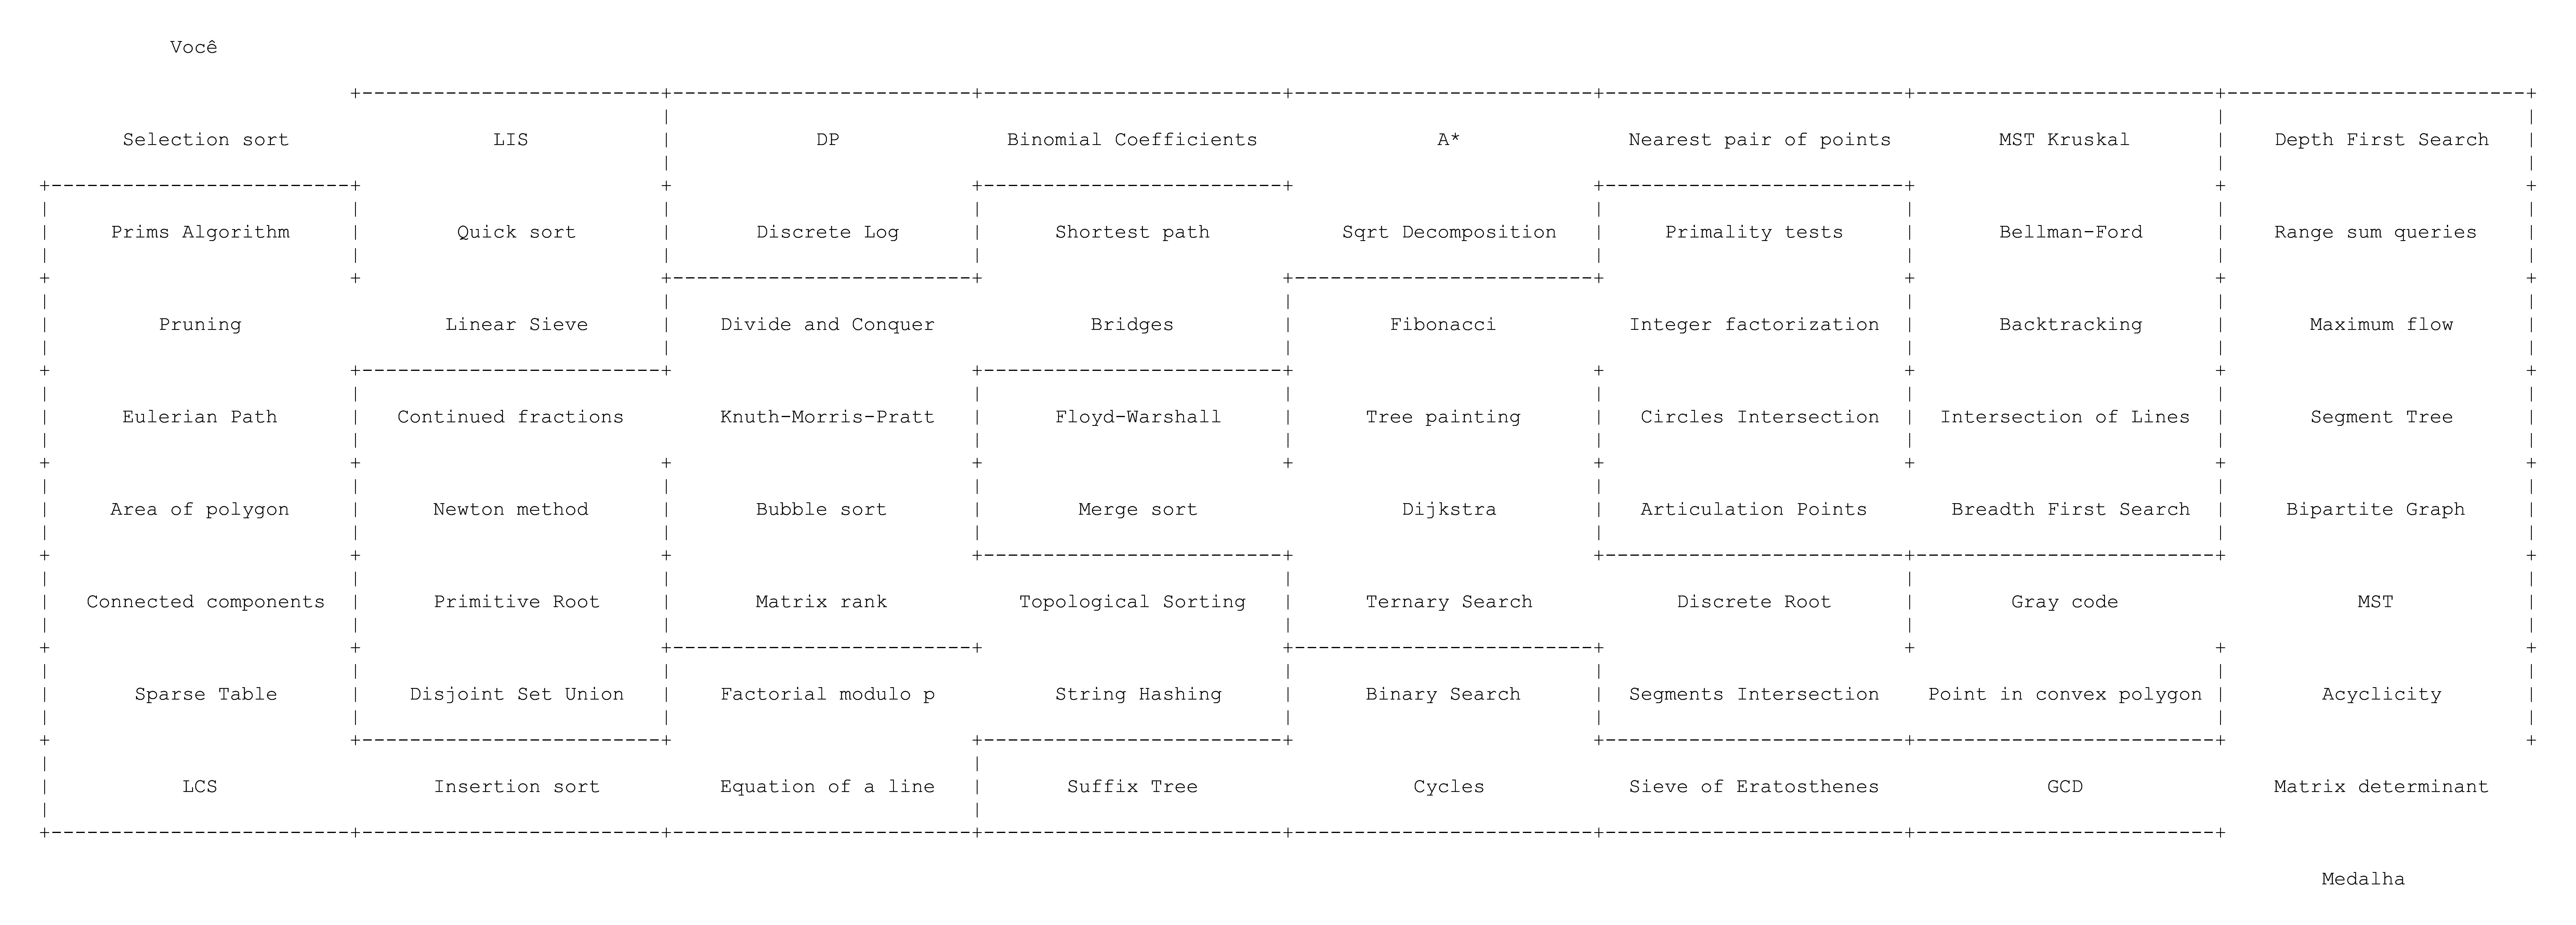 Você
Selection sort LIS DP Binomial Coefficients A* Nearest pair of points MST Kruskal Depth First Search
Prims Algorithm Quick sort Discrete Log Shortest path Sqrt Decomposition Primality tests Bellman-Ford Range sum queries
Pruning Linear Sieve Divide and Conquer Bridges Fibonacci Integer factorization Backtracking Maximum flow
Eulerian Path Continued fractions Knuth-Morris-Pratt Floyd-Warshall Tree painting Circles Intersection Intersection of Lines Segment Tree
Area of polygon Newton method Bubble sort Merge sort Dijkstra Articulation Points Breadth First Search Bipartite Graph
Connected components Primitive Root Matrix rank Topological Sorting Ternary Search Discrete Root Gray code MST
Sparse Table Disjoint Set Union Factorial modulo p String Hashing Binary Search Segments Intersection Point in convex polygon Acyclicity
LCS Insertion sort Equation of a line Suffix Tree Cycles Sieve of Eratosthenes GCD Matrix determinant
Medalha